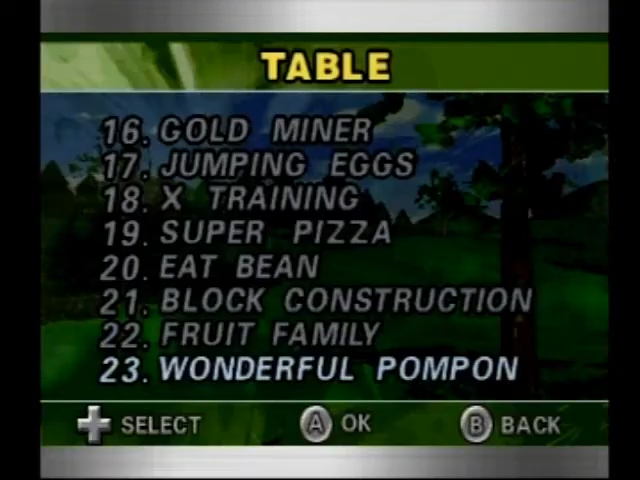 TABLE
16. GOLD MINER
17. JUMPING EGGS
18. X TRAINING
19. SUPER PIZZA
20. EAT BEAN
21. BLOCK CONSTRUCTION
22. FRUIT FAMILY
23. WONDERFUL POMPON
SELECT A OK B BACK